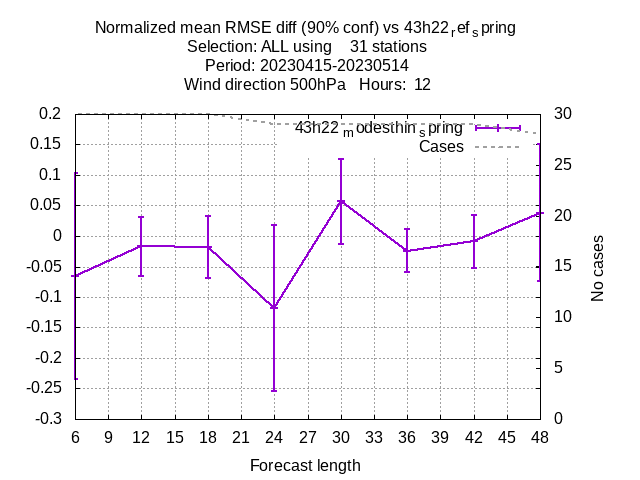 Normalized mean RMSE diff (90% conf) vs 43h22ref spring
Selection: ALL using 31 stations
Period: 20230415-20230514
Wind direction 500hPa Hours: 12
0.2
0.15
0.1
0.05
0
-0.05
-0.1
-0.15
-0.2
-0.25
-0.3
43h22modesthinspring
Cases
30
25
20
15
10
5
0
No cases
6 9 12 15 18 21 24 27 30 33 36 39 42 45 48
Forecast length